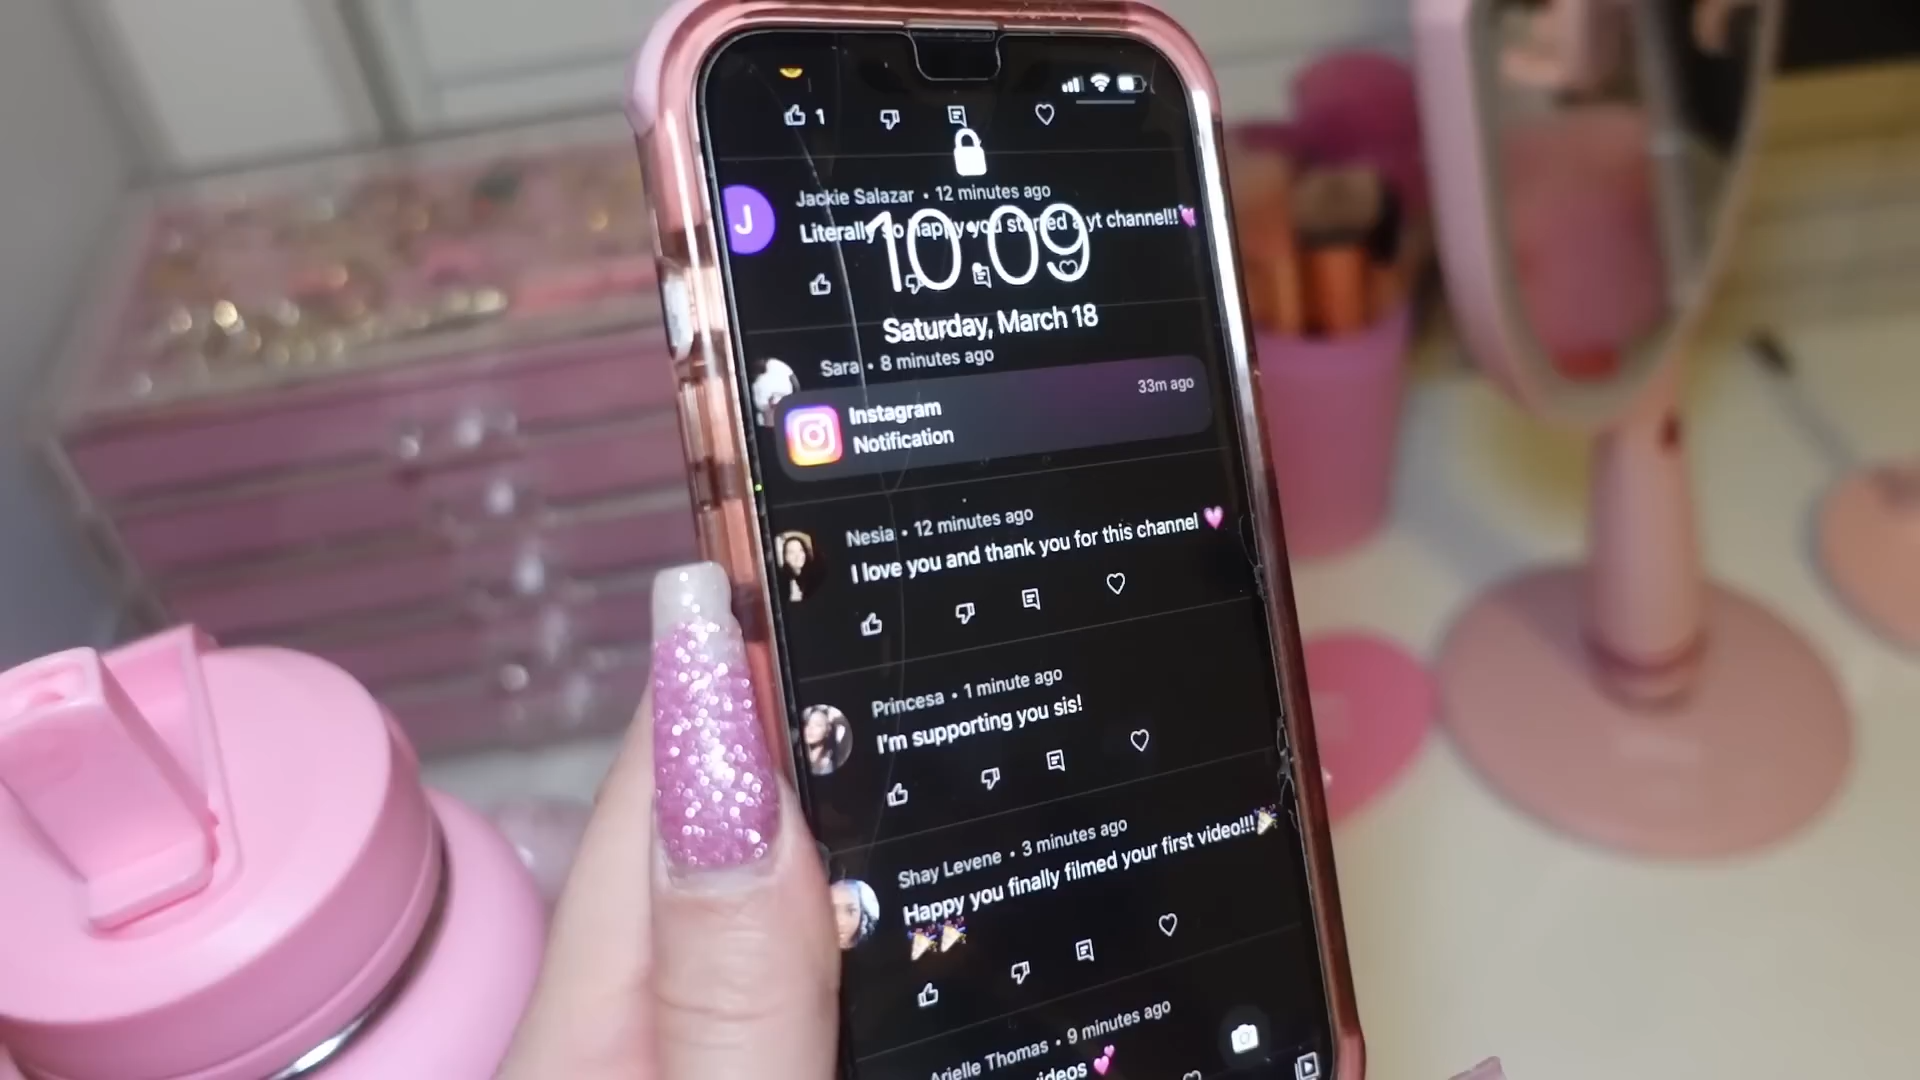 1
Jackie Salazar • 12 minutes ago
Literally so happy you started a yt channel!!💘
J
10:09
Saturday, March 18
Sara • 8 minutes ago
33m ago
Instagram
Notification
Nesia • 12 minutes ago
I love you and thank you for this channel 💗
Princesa • 1 minute ago
I'm supporting you sis!
Shay Levene • 3 minutes ago
Happy you finally filmed your first video!!!🎉
🎉🎉
Arielle Thomas • 9 minutes ago
💕